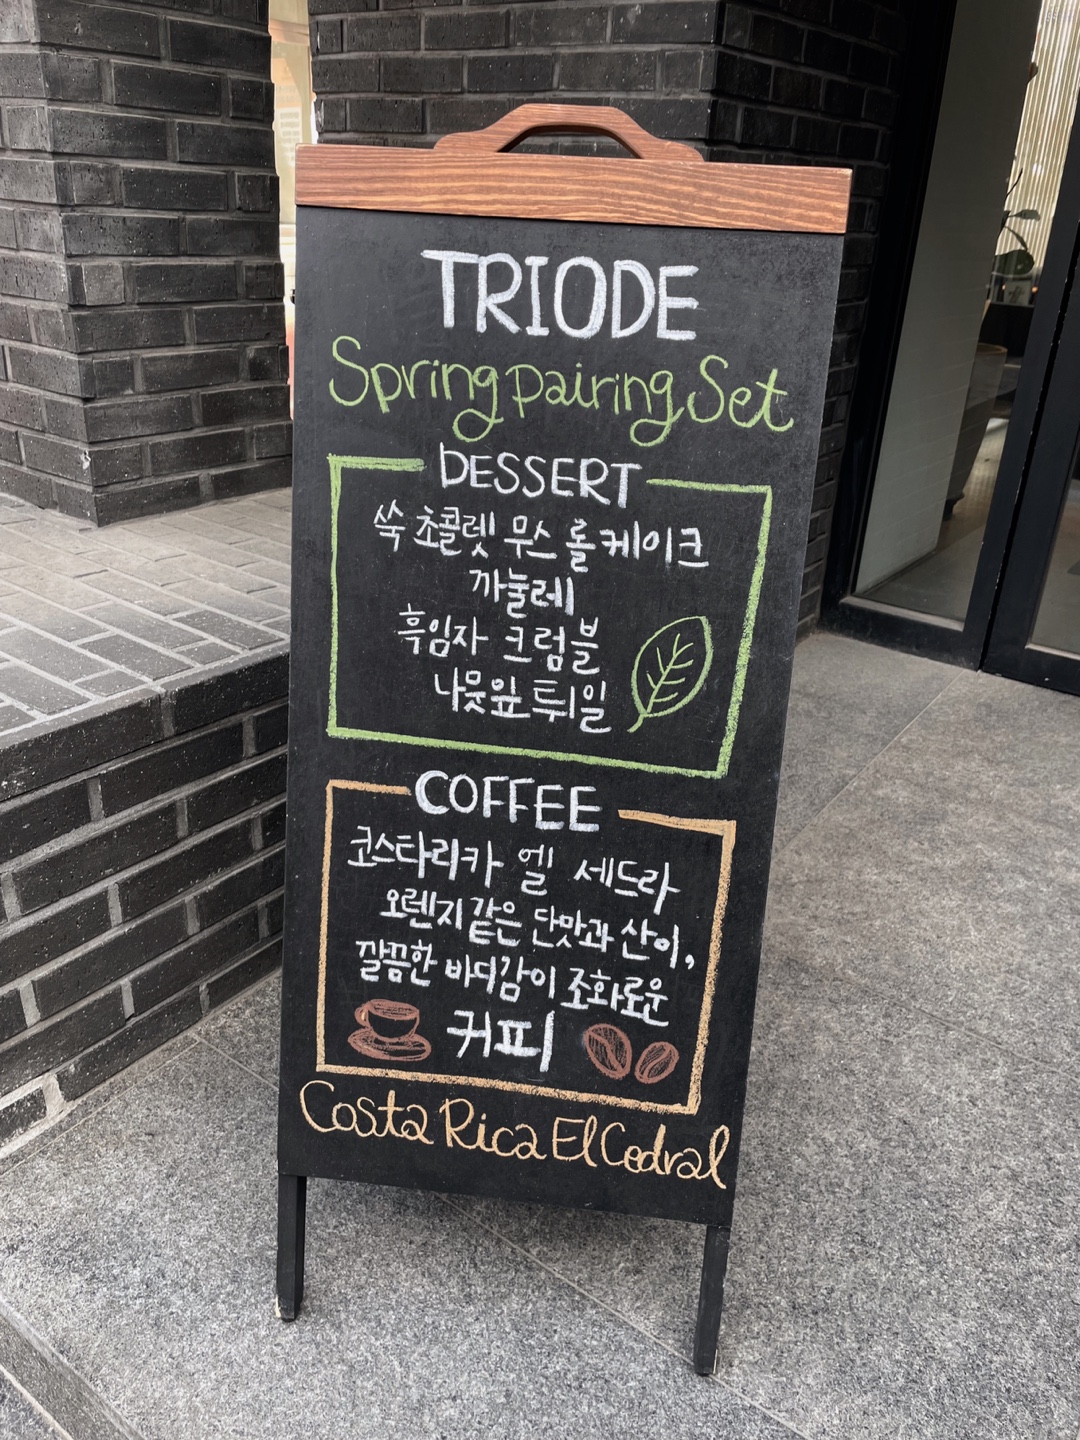 TRIODE
Spring pairing Set
DESSERT
쑥 초콜렛 무스 롤케이크
까눌레
흑임자 크럼블
나뭇잎 튀일
COFFEE
코스타리카 엘 세드라
오렌지 같은 단맛과 산이,
깔끔한 바디감이 조화로운
커피
Costa Rica El Cedral